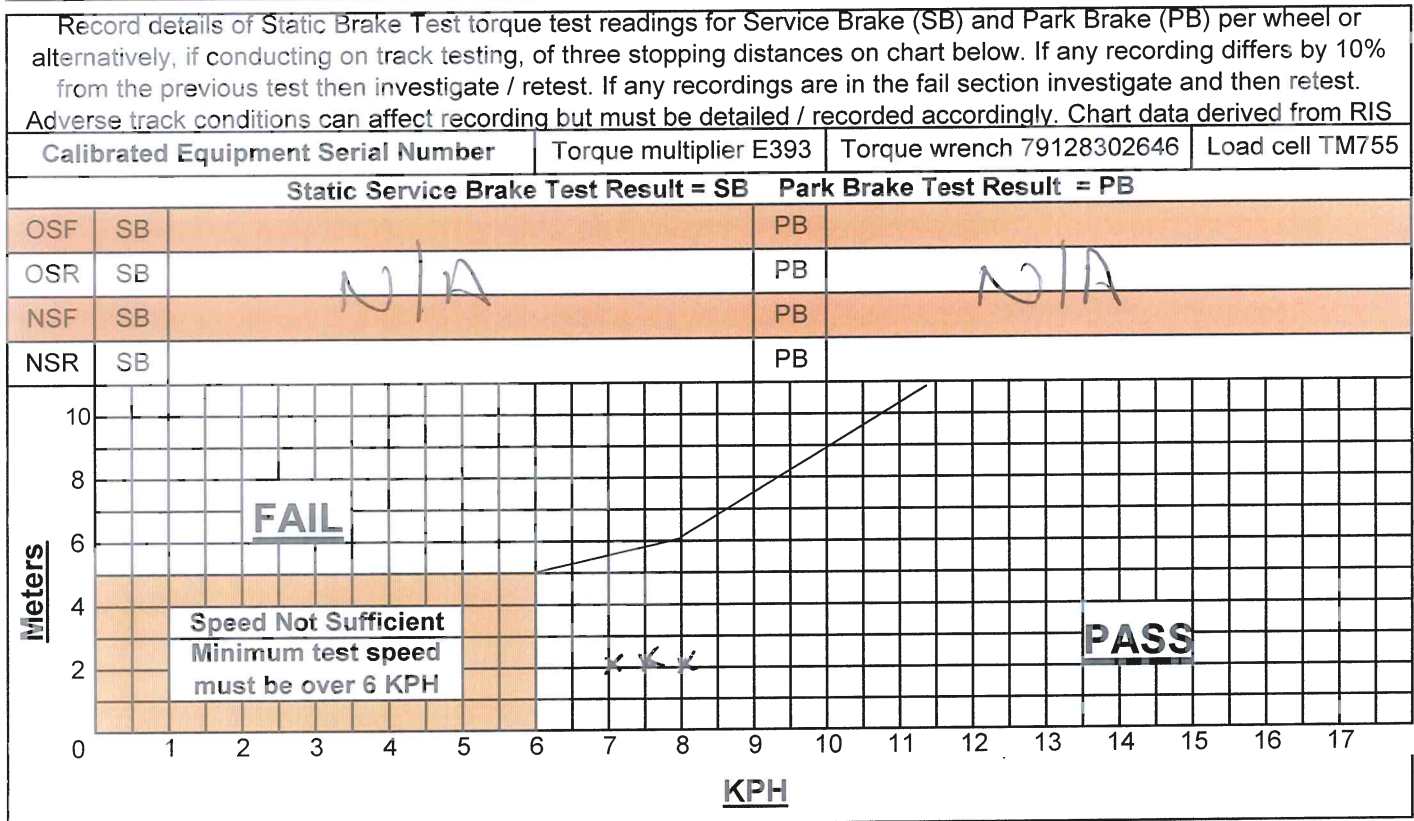 Record details of Static Brake Test torque test readings for Service Brake (SB) and Park Brake (PB) per wheel or
alternatively, if conducting on track testing, of three stopping distances on chart below. If any recording differs by 10%
from the previous test then investigate / retest. If any recordings are in the fail section investigate and then retest.
Adverse track conditions can affect recording but must be detailed / recorded accordingly. Chart data derived from RIS
Calibrated Equipment Serial Number Torque multiplier E393 Torque wrench 79128302646 Load cell TM755
Static Service Brake Test Result = SB Park Brake Test Result = PB
OSF SB PB
OSR SB N/A PB N/A
NSF SB PB
NSR SB PB
10
8
FAIL
6
Meters
4
Speed Not Sufficient
Minimum test speed
must be over 6 KPH
PASS
2
x x x
0 1 2 3 4 5 6 7 8 9 10 11 12 13 14 15 16 17
KPH